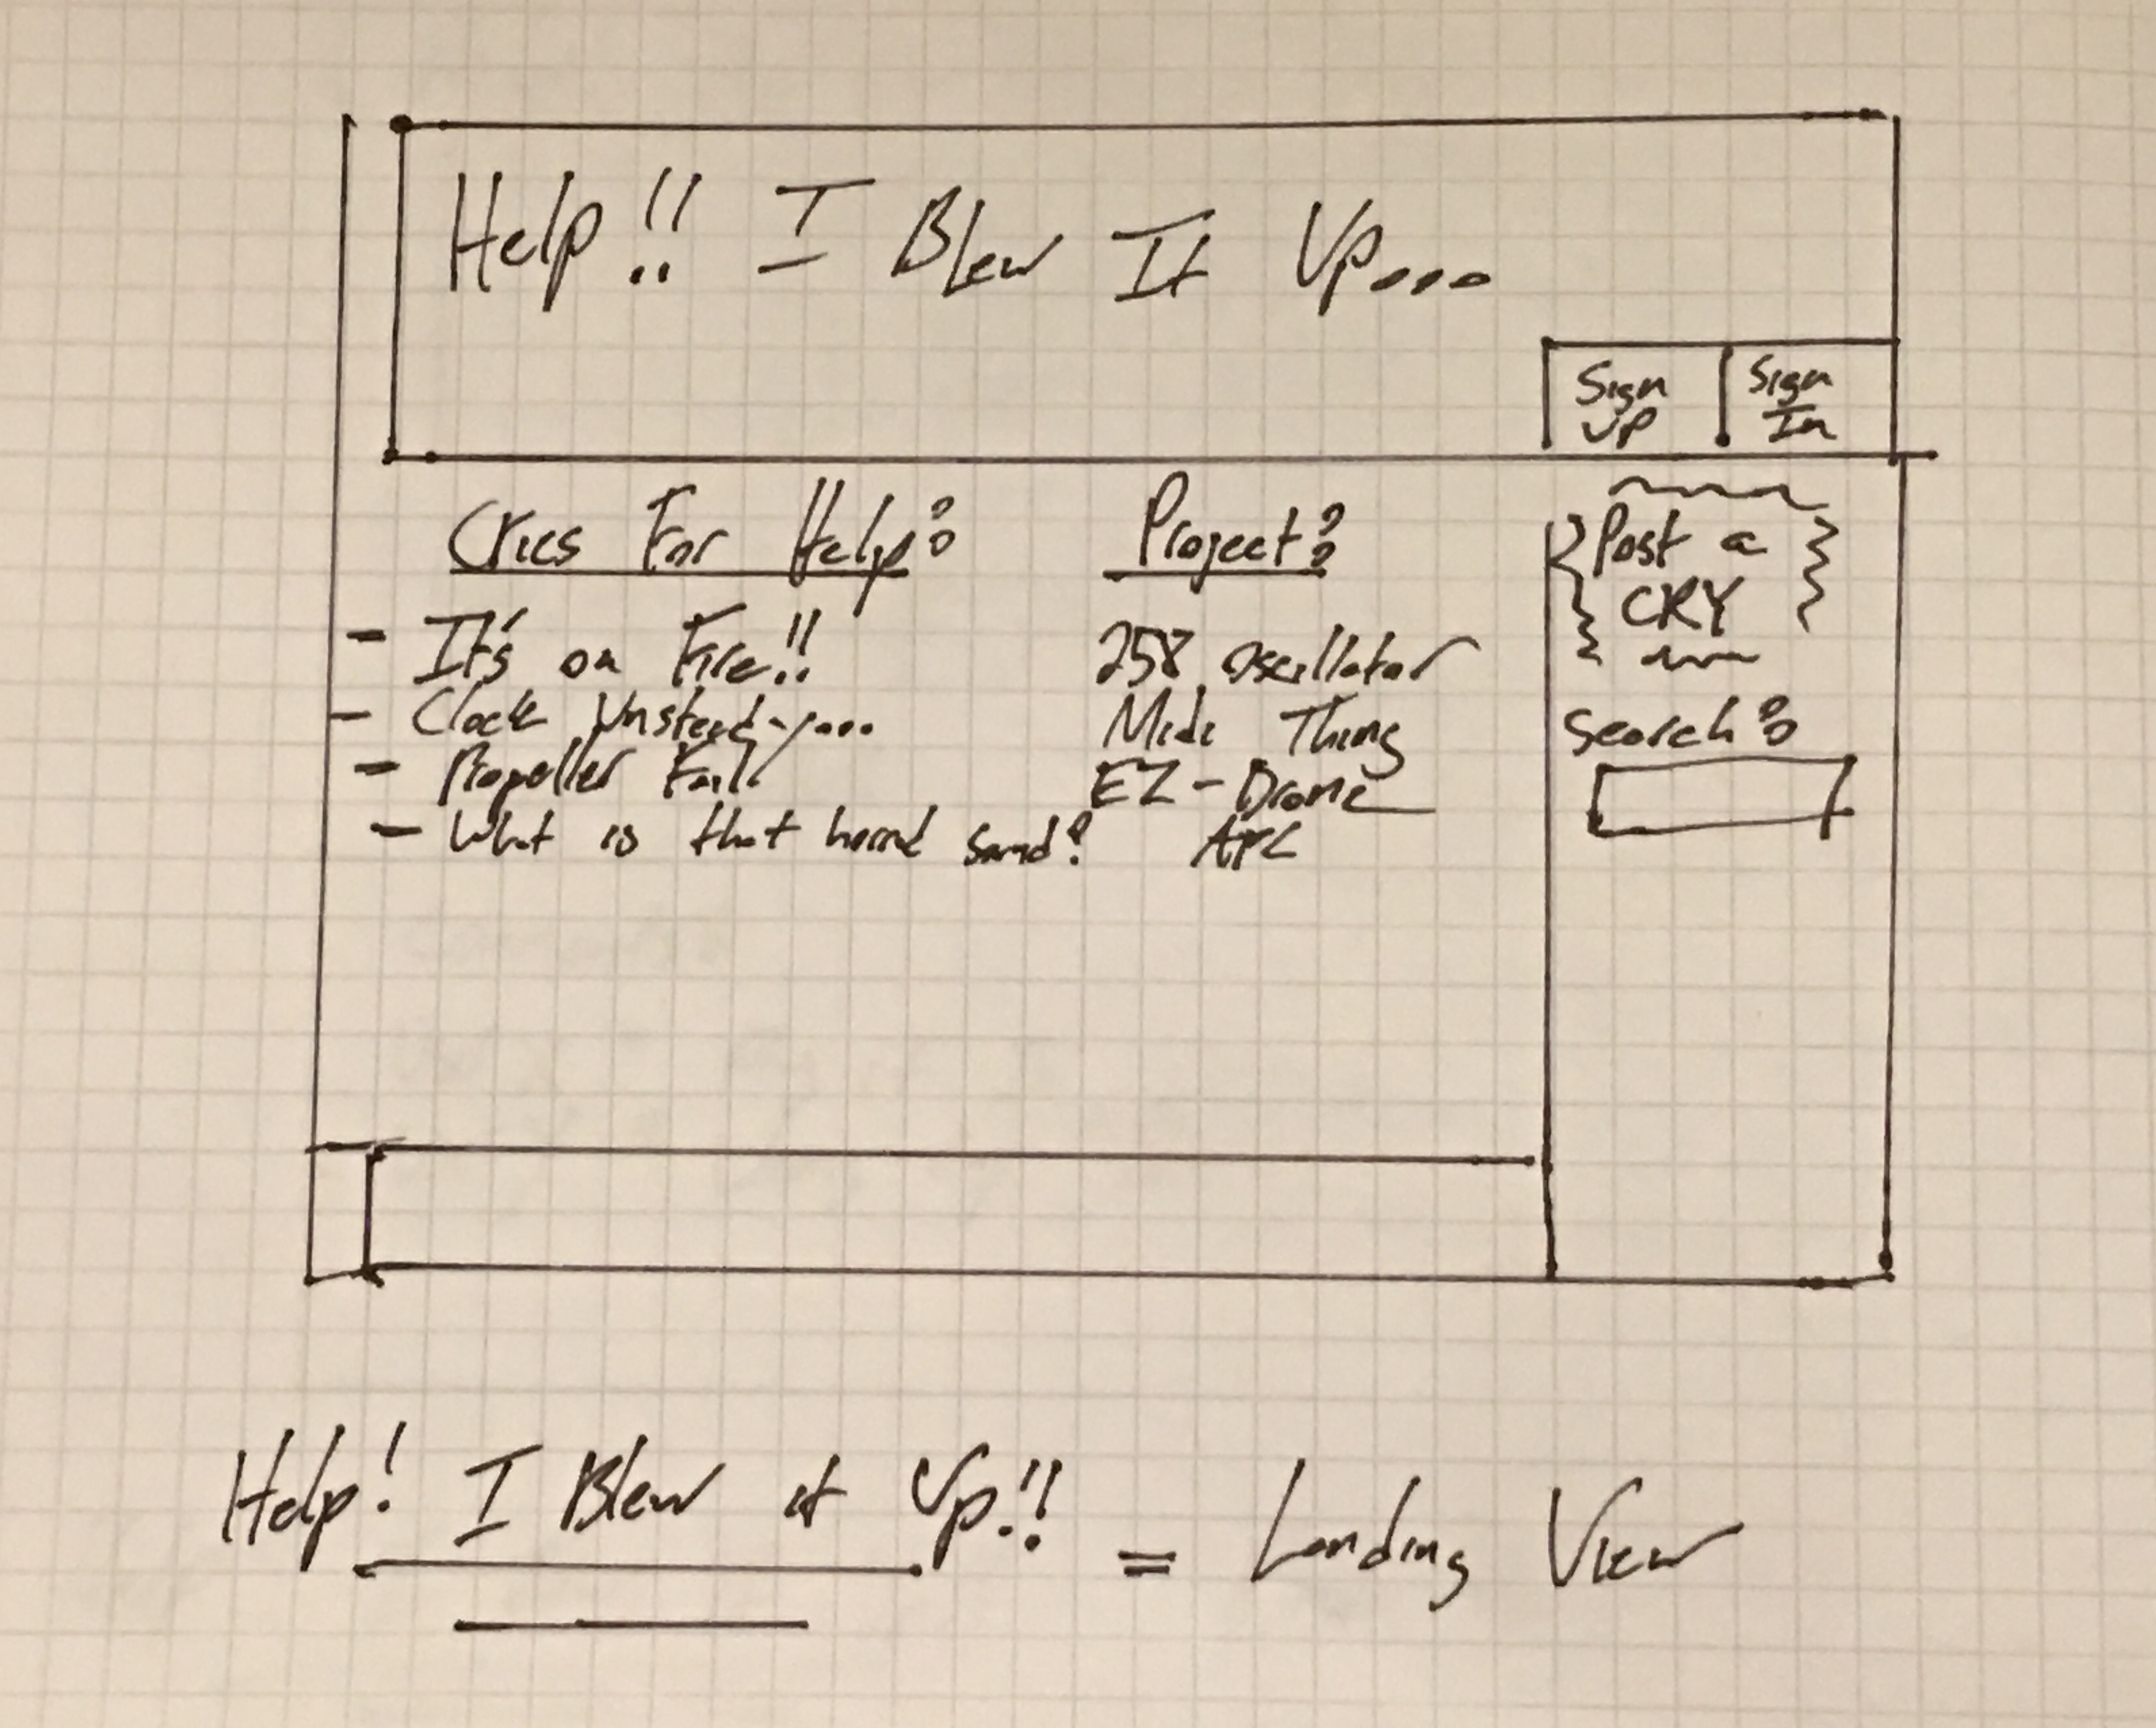 Help!! I Blew It Up...
Sign Up
Sign In
Cries For Help:
Project:
- It's on Fire!!
258 oscillator
- Clock Unsteady...
Midi Thing
- Propeller Fail
EZ-Drone
- What is that horrid sound?
APC
Post a
CRY
Search:
Help! I Blew it Up!! = Landing View